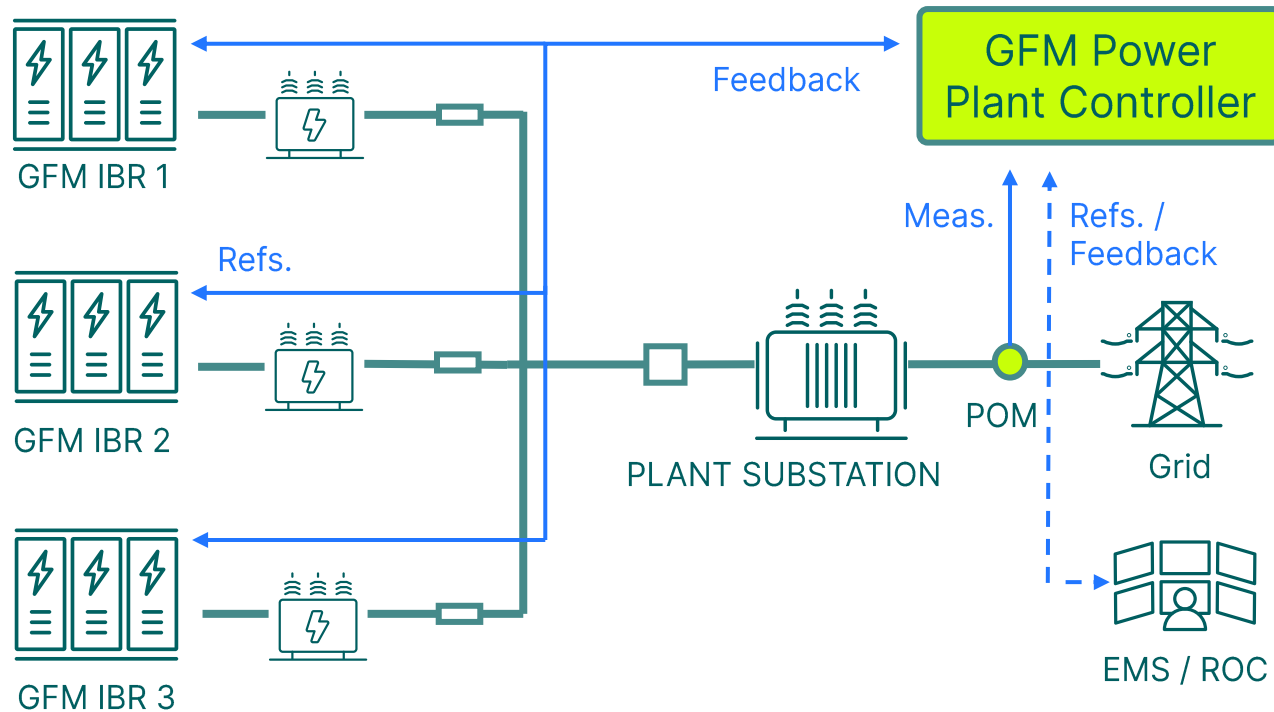 GFM Power
Plant Controller
Feedback
GFM IBR 1
Meas.
Refs. /
Feedback
Refs.
GFM IBR 2
POM
PLANT SUBSTATION
Grid
GFM IBR 3
EMS / ROC